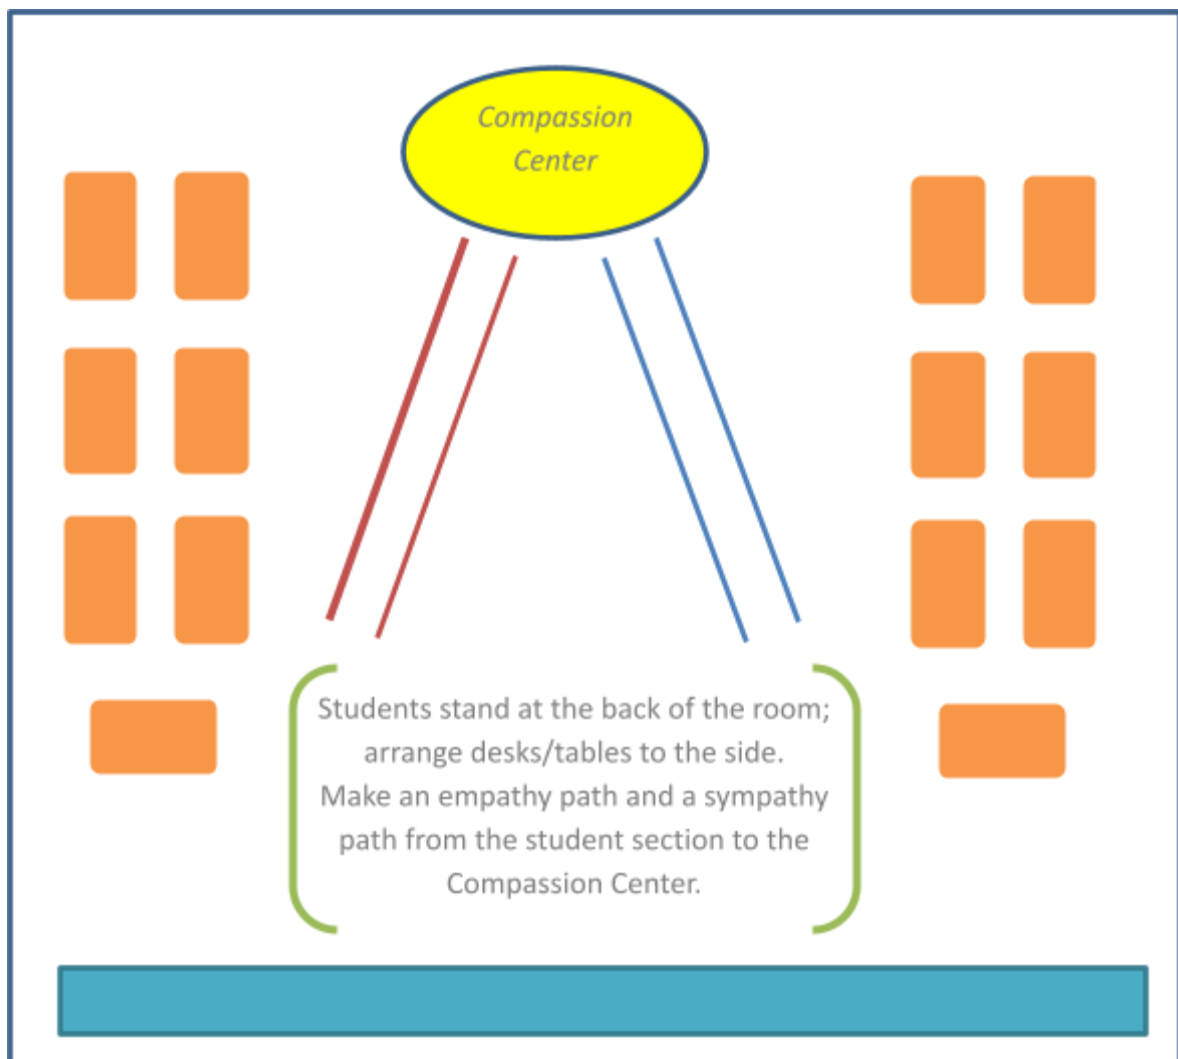 Compassion
Center
Students stand at the back of the room;
arrange desks/tables to the side.
Make an empathy path and a sympathy
path from the student section to the
Compassion Center.